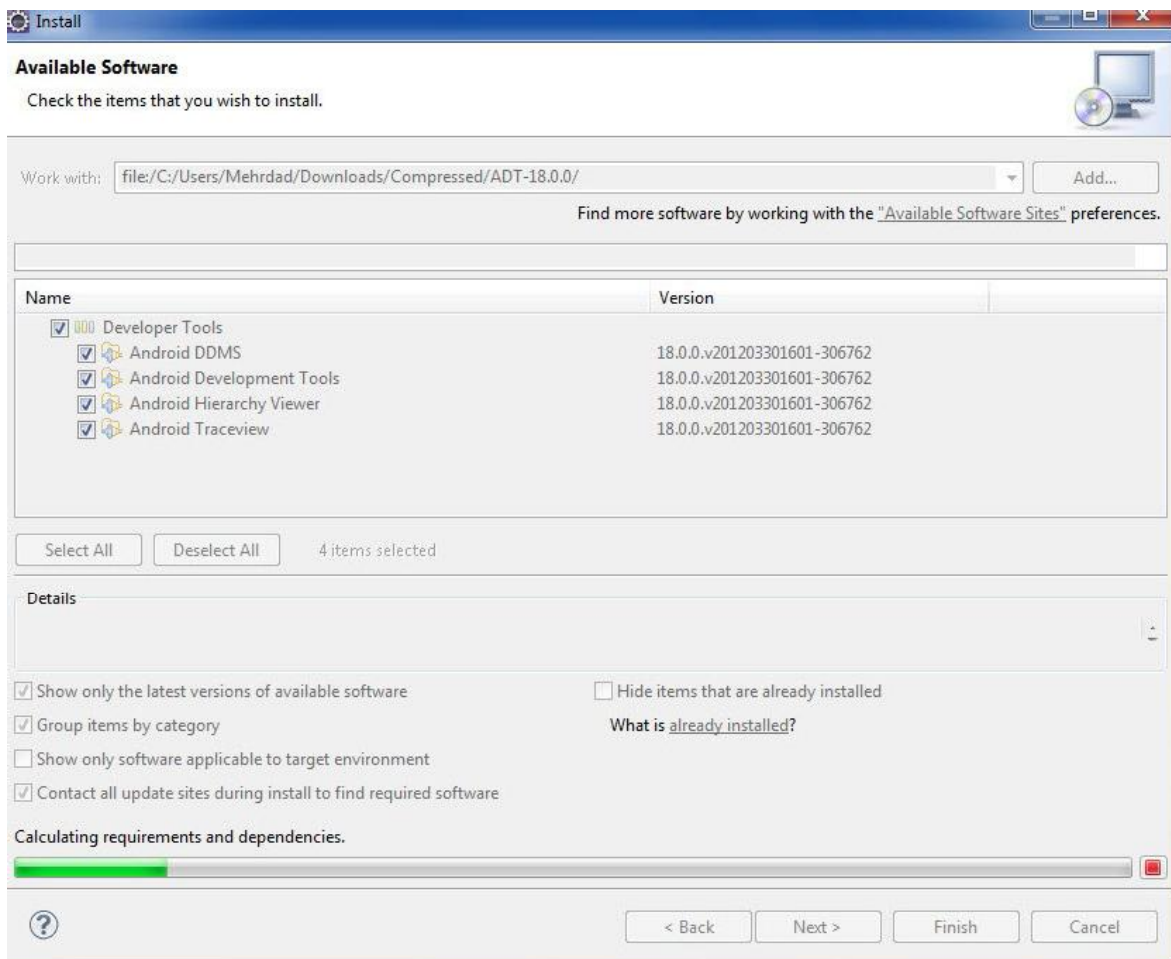 Install
Available Software
Check the items that you wish to install.
Work with: file:/C:/Users/Mehrdad/Downloads/Compressed/ADT-18.0.0/ Add...
Find more software by working with the "Available Software Sites" preferences.
Name Version
Developer Tools
Android DDMS 18.0.0.v201203301601-306762
Android Development Tools 18.0.0.v201203301601-306762
Android Hierarchy Viewer 18.0.0.v201203301601-306762
Android Traceview 18.0.0.v201203301601-306762
Select All Deselect All 4 items selected
Details
Show only the latest versions of available software Hide items that are already installed
Group items by category What is already installed?
Show only software applicable to target environment
Contact all update sites during install to find required software
Calculating requirements and dependencies.
? < Back Next > Finish Cancel